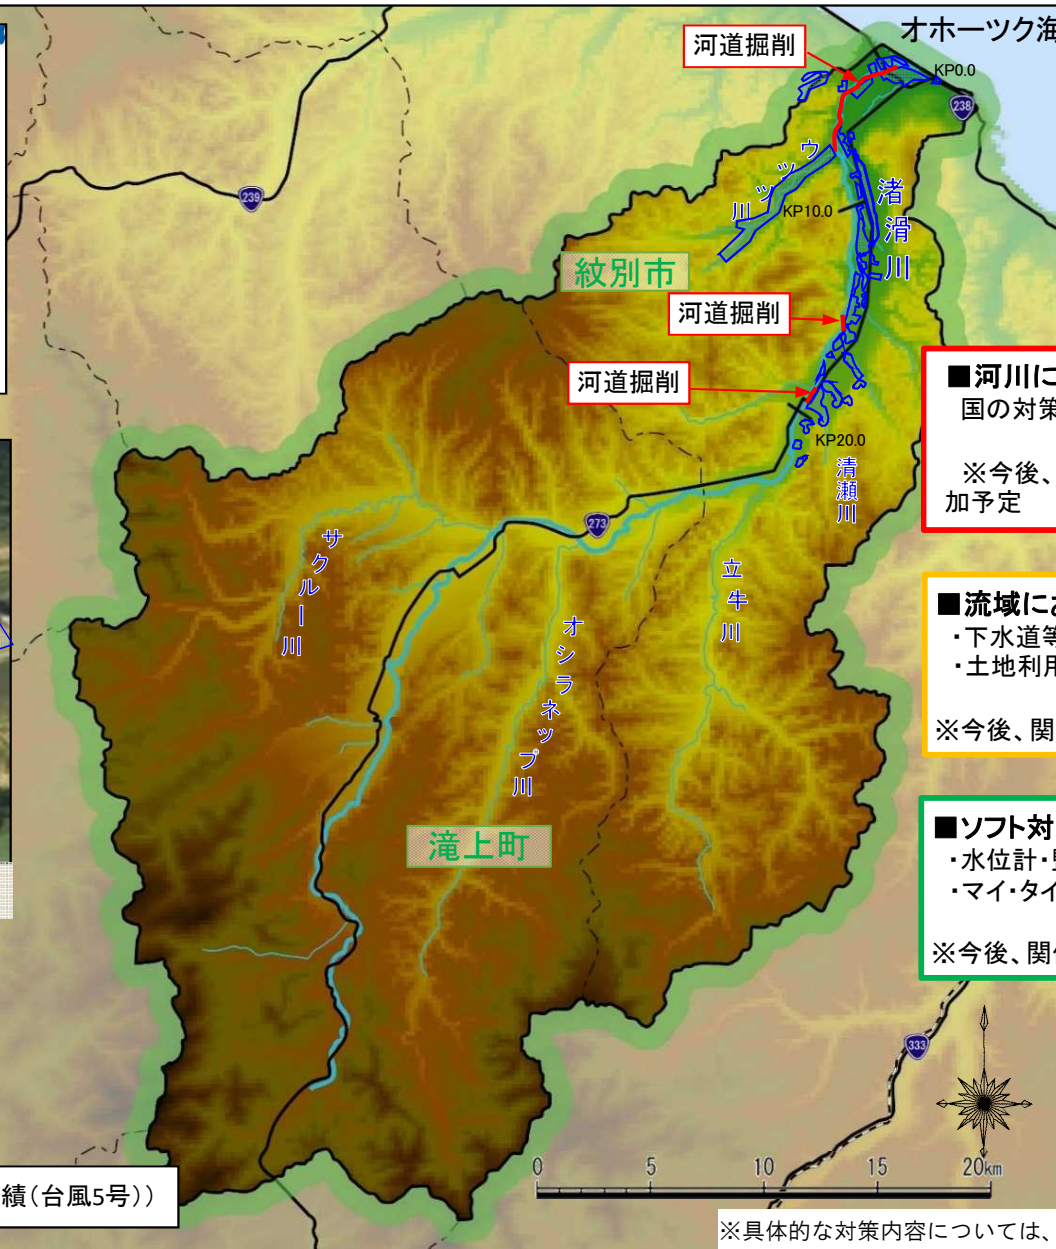 オホーツク海
河道掘削
KP0.0
238
239
ウツツ川
渚滑川
KP10.0
紋別市
河道掘削
河道掘削
KP20.0
清瀬川
273
サクルー川
立牛川
オシラネップ川
滝上町
■河川に
国の対策
※今後、
加予定
■流域に
・下水道等
・土地利用
※今後、関
■ソフト対
・水位計・
・マイ・タイ
※今後、関
333
0 5 10 15 20km
績(台風5号))
※具体的な対策内容については、